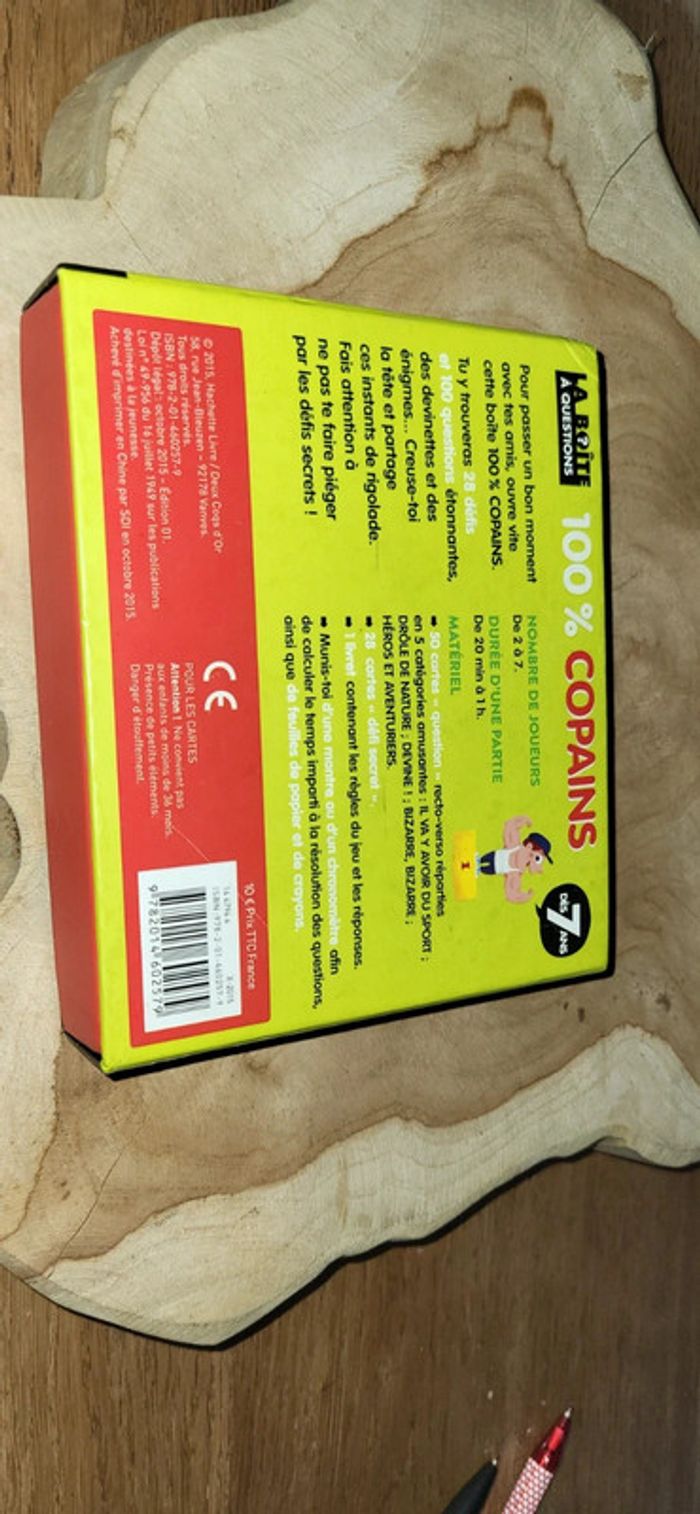 LA BOÎTE
À QUESTIONS
100 % COPAINS
DÈS
7
ANS
Pour passer un bon moment
avec tes amis, ouvre vite
cette boîte 100 % COPAINS.
Tu y trouveras 28 défis
et 100 questions étonnantes,
des devinettes et des
énigmes... Creuse-toi
la tête et partage
ces instants de rigolade.
Fais attention à
ne pas te faire piéger
par les défis secrets !
NOMBRE DE JOUEURS
De 2 à 7.
DURÉE D'UNE PARTIE
De 20 min à 1 h.
MATÉRIEL
➡ 50 cartes « question » recto-verso réparties
en 5 catégories amusantes : IL VA Y AVOIR DU SPORT ;
DRÔLE DE NATURE ; DEVINE ! ; BIZARRE, BIZARRE ;
HÉROS ET AVENTURIERS.
➡ 28 cartes « défi secret ».
➡ 1 livret contenant les règles du jeu et les réponses.
➡ Munis-toi d'une montre ou d'un chronomètre afin
de calculer le temps imparti à la résolution des questions,
ainsi que de feuilles de papier et de crayons.
1
© 2015, Hachette Livre / Deux Coqs d'Or
58, rue Jean-Bleuzen – 92178 Vanves.
Tous droits réservés.
ISBN : 978-2-01-460257-9
Dépôt légal : octobre 2015 – Édition 01.
Loi n° 49-956 du 16 juillet 1949 sur les publications
destinées à la jeunesse.
Achevé d'imprimer en Chine par SDI en octobre 2015.
CE
POUR LES CARTES
Attention ! Ne convient pas
aux enfants de moins de 36 mois.
Présence de petits éléments.
Danger d'étouffement.
10 € Prix TTC France
X-2015
ISBN 978-2-01-460257-9
9 782014 602579